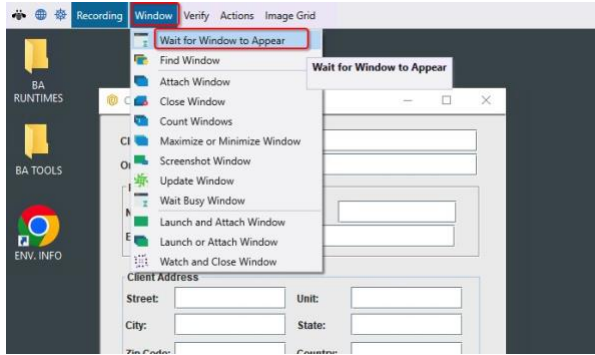 Recording Window Verify Actions Image Grid
Wait for Window to Appear
Find Window
Wait for Window to Appear
Attach Window
Close Window
Count Windows
Maximize or Minimize Window
Screenshot Window
Update Window
Wait Busy Window
Launch and Attach Window
Launch or Attach Window
Watch and Close Window
BA
RUNTIMES
BA TOOLS
ENV. INFO
Client Address
Street:
Unit:
City:
State:
Zip Code:
Country: